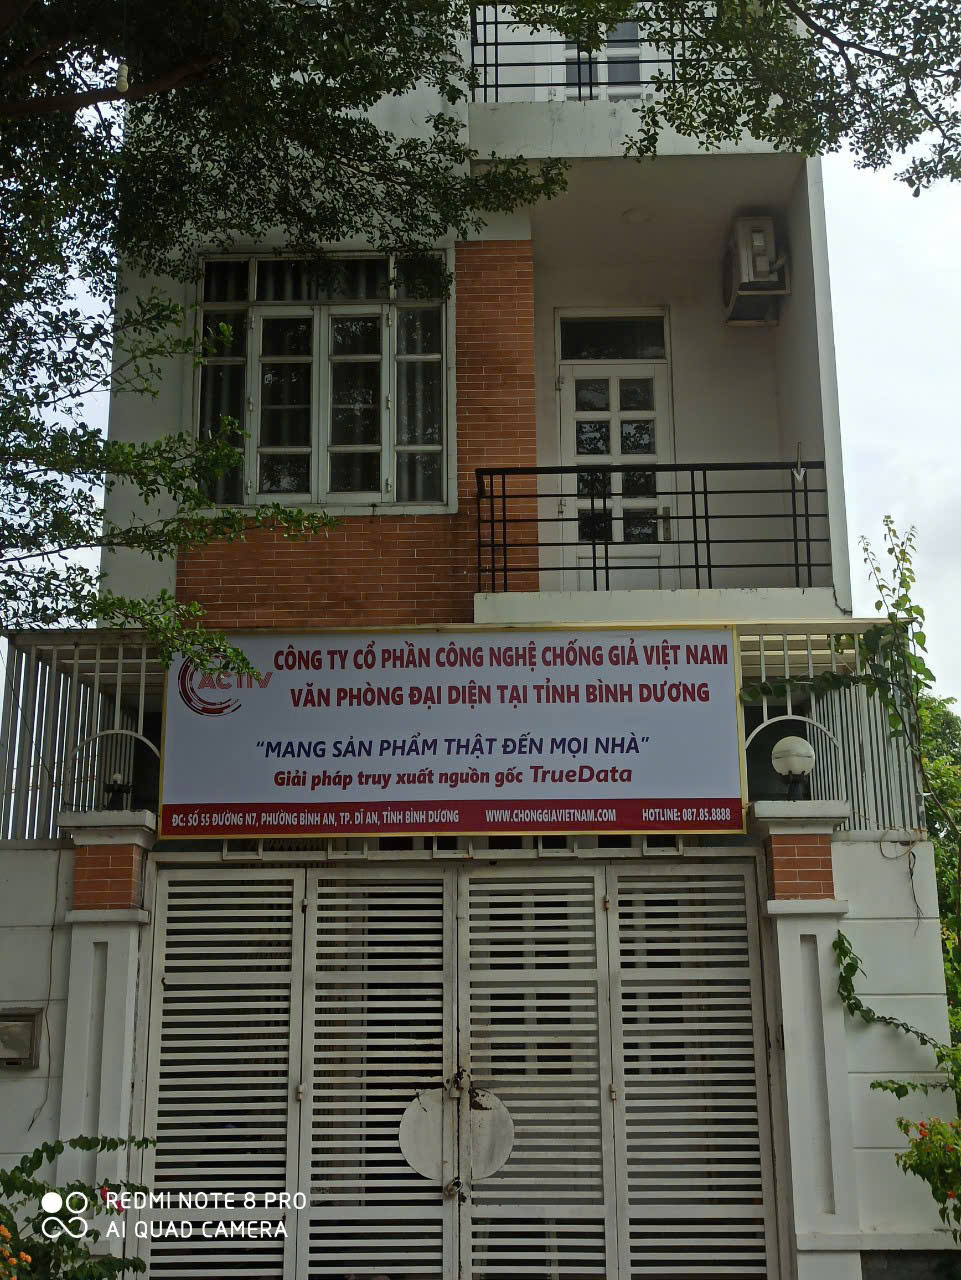 CÔNG TY CỔ PHẦN CÔNG NGHỆ CHỐNG GIẢ VIỆT NAM
ACTIV
VĂN PHÒNG ĐẠI DIỆN TẠI TỈNH BÌNH DƯƠNG
“MANG SẢN PHẨM THẬT ĐẾN MỌI NHÀ”
Giải pháp truy xuất nguồn gốc TrueData
ĐC: SỐ 55 ĐƯỜNG N7, PHƯỜNG BÌNH AN, TP. DĨ AN, TỈNH BÌNH DƯƠNG WWW.CHONGGIAVIETNAM.COM HOTLINE: 087.85.8888
REDMI NOTE 8 PRO
AI QUAD CAMERA